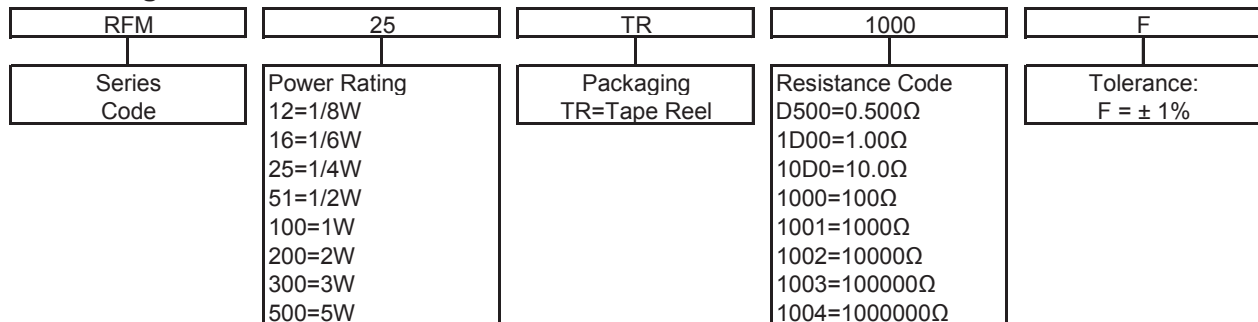 RFM 25 TR 1000 F
Series
Code
Power Rating
12=1/8W
16=1/6W
25=1/4W
51=1/2W
100=1W
200=2W
300=3W
500=5W
Packaging
TR=Tape Reel
Resistance Code
D500=0.500Ω
1D00=1.00Ω
10D0=10.0Ω
1000=100Ω
1001=1000Ω
1002=10000Ω
1003=100000Ω
1004=1000000Ω
Tolerance:
F = ± 1%